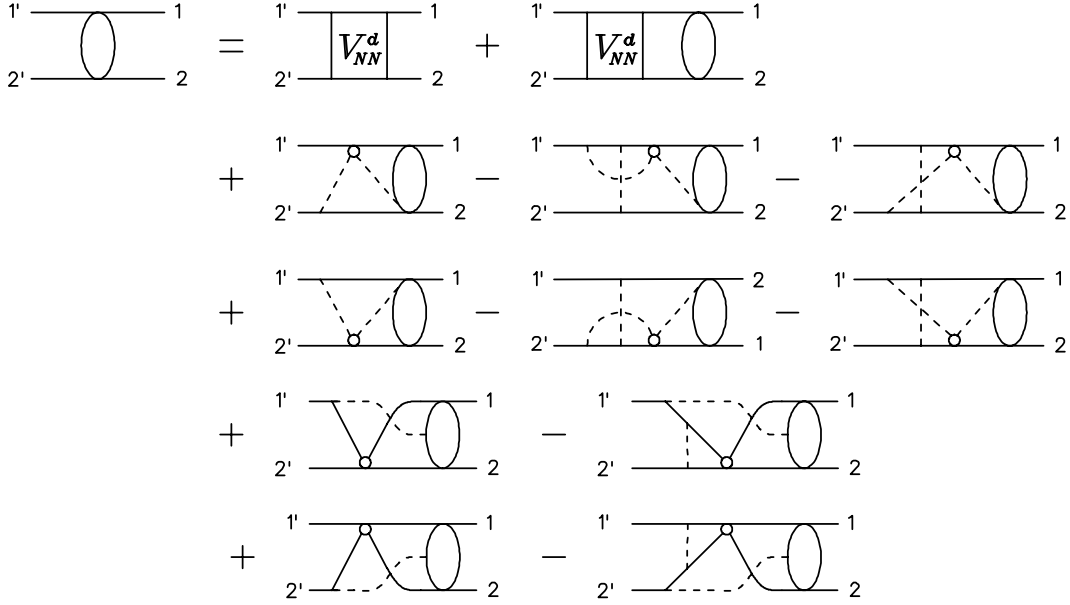 1' 1 1' 1 1' 1
= V^d_NN + V^d_NN
2' 2 2' 2 2' 2
1' 1 1' 1 1' 1
+ − −
2' 2 2' 2 2' 2
1' 1 1' 2 1' 1
+ − −
2' 2 2' 1 2' 2
1' 1 1' 1
+ −
2' 2 2' 2
1' 1 1' 1
+ −
2' 2 2' 2